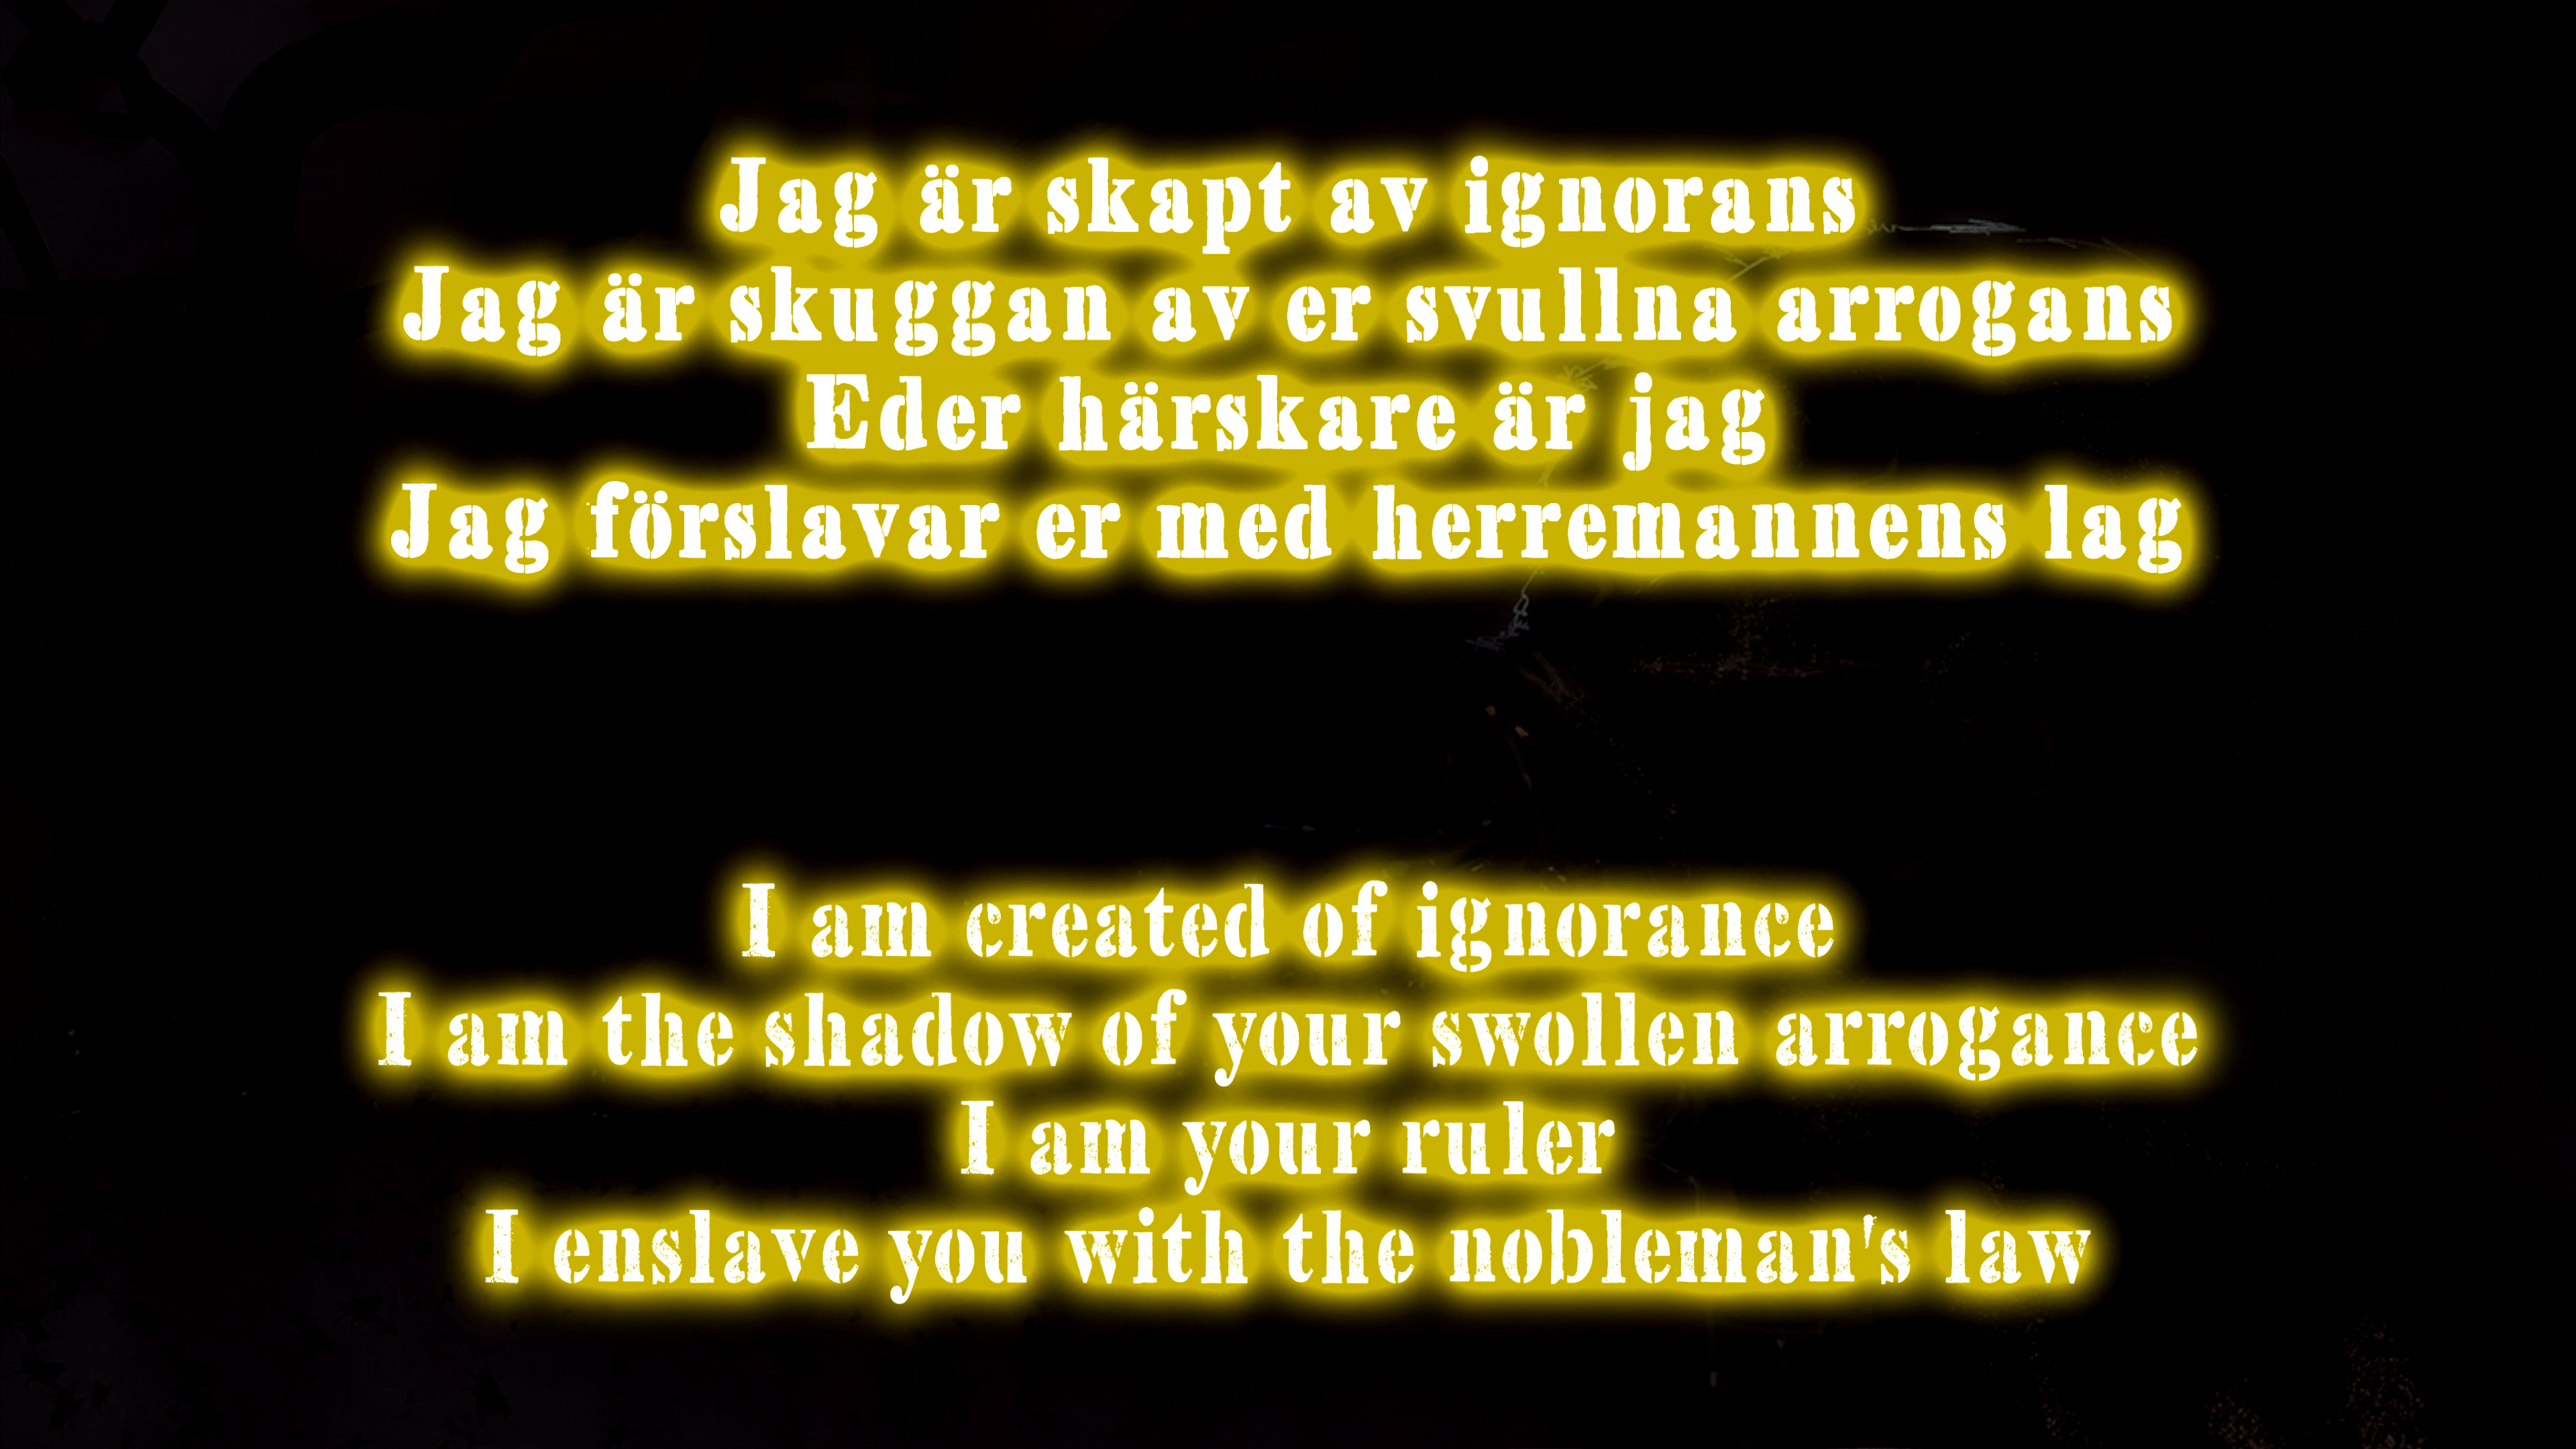 Jag är skapt av ignorans
Jag är skuggan av er svullna arrogans
Eder härskare är jag
Jag förslavar er med herremannens lag
I am created of ignorance
I am the shadow of your swollen arrogance
I am your ruler
I enslave you with the nobleman's law